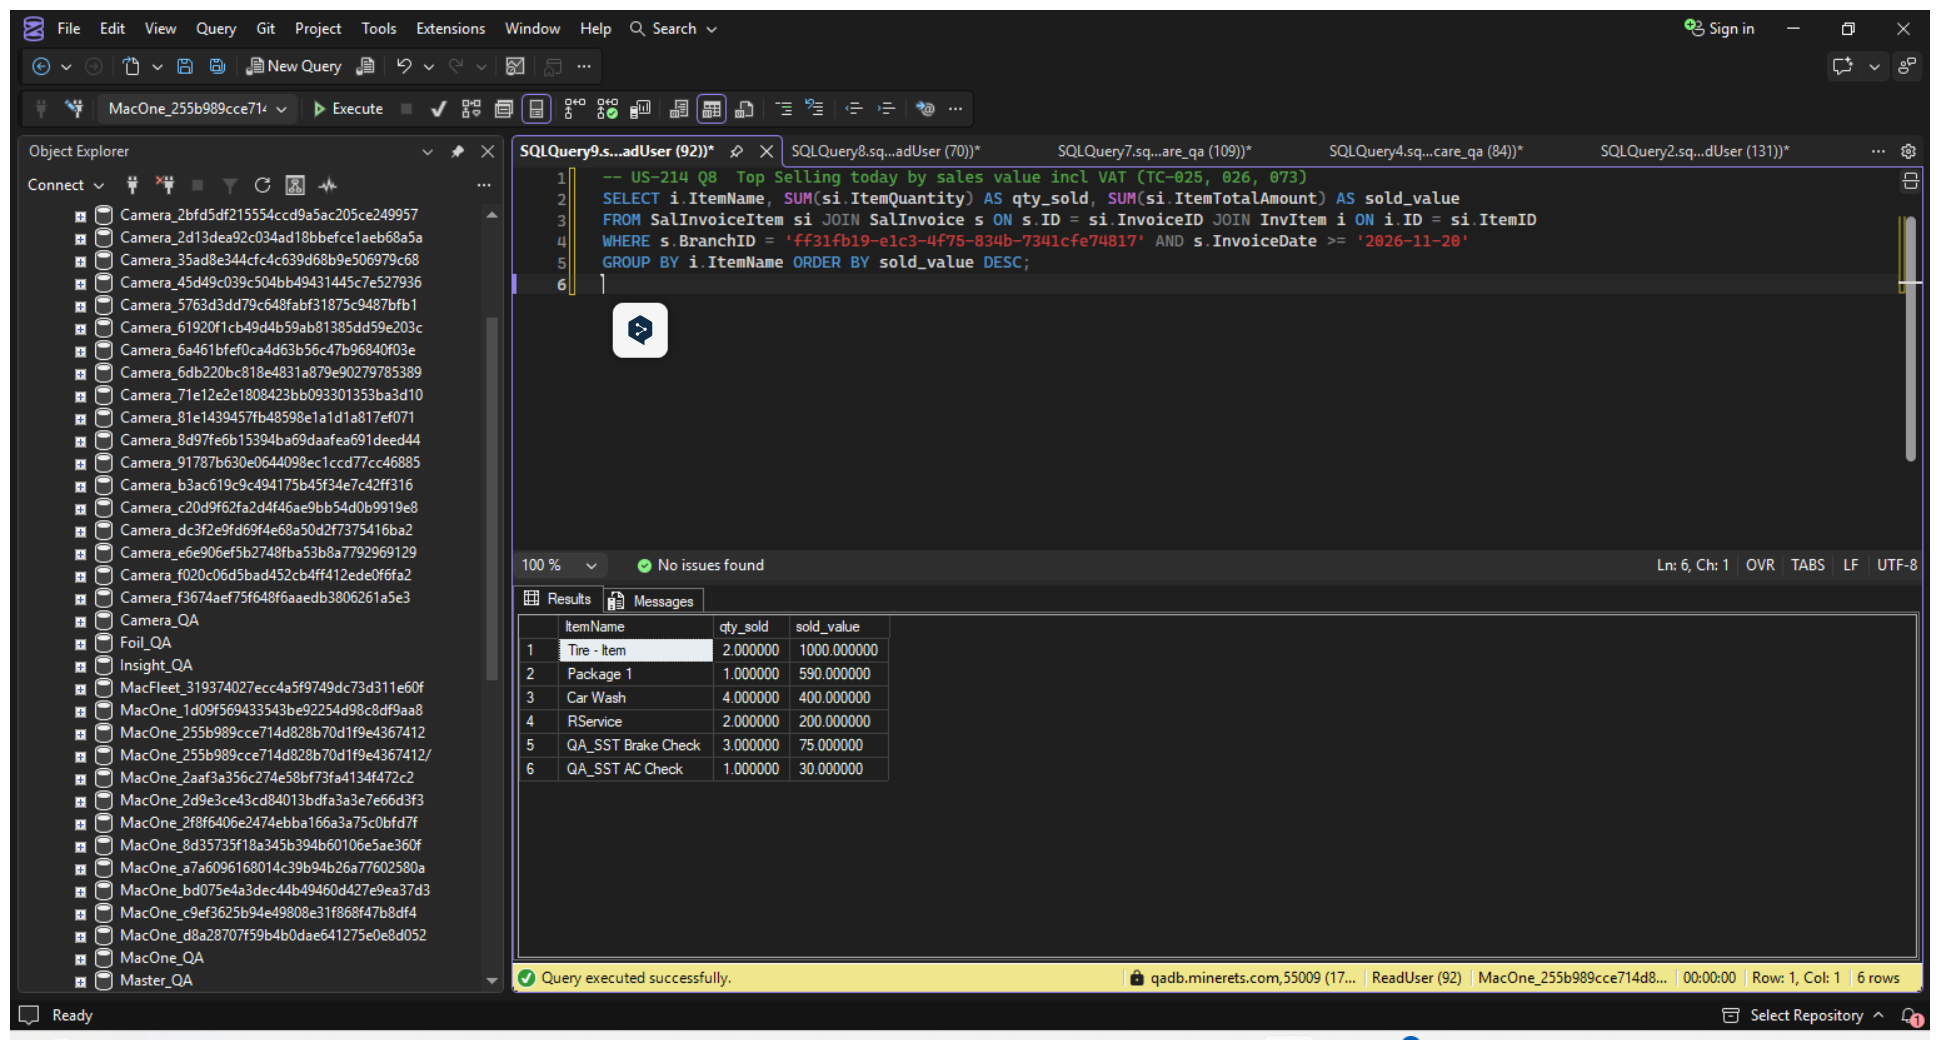 File Edit View Query Git Project Tools Extensions Window Help Search Sign in
New Query
MacOne_255b989cce714 Execute
Object Explorer
Connect
Camera_2bfd5df215554ccd9a5ac205ce249957
Camera_2d13dea92c034ad18bbefce1aeb68a5a
Camera_35ad8e344cfc4c639d68b9e506979c68
Camera_45d49c039c504bb49431445c7e527936
Camera_5763d3dd79c648fabf31875c9487bfb1
Camera_61920f1cb49d4b59ab81385dd59e203c
Camera_6a461bfef0ca4d63b56c47b96840f03e
Camera_6db220bc818e4831a879e90279785389
Camera_71e12e2e1808423bb093301353ba3d10
Camera_81e1439457fb48598e1a1d1a817ef071
Camera_8d97fe6b15394ba69daafea691deed44
Camera_91787b630e0644098ec1ccd77cc46885
Camera_b3ac619c9c494175b45f34e7c42ff316
Camera_c20d9f62fa2d4f46ae9bb54d0b9919e8
Camera_dc3f2e9fd69f4e68a50d2f7375416ba2
Camera_e6e906ef5b2748fba53b8a7792969129
Camera_f020c06d5bad452cb4ff412ede0f6fa2
Camera_f3674aef75f648f6aaedb3806261a5e3
Camera_QA
Foil_QA
Insight_QA
MacFleet_319374027ecc4a5f9749dc73d311e60f
MacOne_1d09f569433543be92254d98c8df9aa8
MacOne_255b989cce714d828b70d1f9e4367412
MacOne_255b989cce714d828b70d1f9e4367412/
MacOne_2aaf3a356c274e58bf73fa4134f472c2
MacOne_2d9e3ce43cd84013bdfa3a3e7e66d3f3
MacOne_2f8f6406e2474ebba166a3a75c0bfd7f
MacOne_8d35735f18a345b394b60106e5ae360f
MacOne_a7a6096168014c39b94b26a77602580a
MacOne_bd075e4a3dec44b49460d427e9ea37d3
MacOne_c9ef3625b94e49808e31f868f47b8df4
MacOne_d8a28707f59b4b0dae641275e0e8d052
MacOne_QA
Master_QA
SQLQuery9.s...adUser (92))* SQLQuery8.sq...adUser (70))* SQLQuery7.sq...are_qa (109))* SQLQuery4.sq...care_qa (84))* SQLQuery2.sq...dUser (131))*
1 -- US-214 Q8  Top Selling today by sales value incl VAT (TC-025, 026, 073)
2 SELECT i.ItemName, SUM(si.ItemQuantity) AS qty_sold, SUM(si.ItemTotalAmount) AS sold_value
3 FROM SalInvoiceItem si JOIN SalInvoice s ON s.ID = si.InvoiceID JOIN InvItem i ON i.ID = si.ItemID
4 WHERE s.BranchID = 'ff31fb19-e1c3-4f75-834b-7341cfe74817' AND s.InvoiceDate >= '2026-11-20'
5 GROUP BY i.ItemName ORDER BY sold_value DESC;
6
100 % No issues found Ln: 6, Ch: 1 OVR TABS LF UTF-8
Results Messages
ItemName qty_sold sold_value
1 Tire - Item 2.000000 1000.000000
2 Package 1 1.000000 590.000000
3 Car Wash 4.000000 400.000000
4 RService 2.000000 200.000000
5 QA_SST Brake Check 3.000000 75.000000
6 QA_SST AC Check 1.000000 30.000000
Query executed successfully. qadb.minerets.com,55009 (17... ReadUser (92) MacOne_255b989cce714d8... 00:00:00 Row: 1, Col: 1 6 rows
Ready Select Repository 1